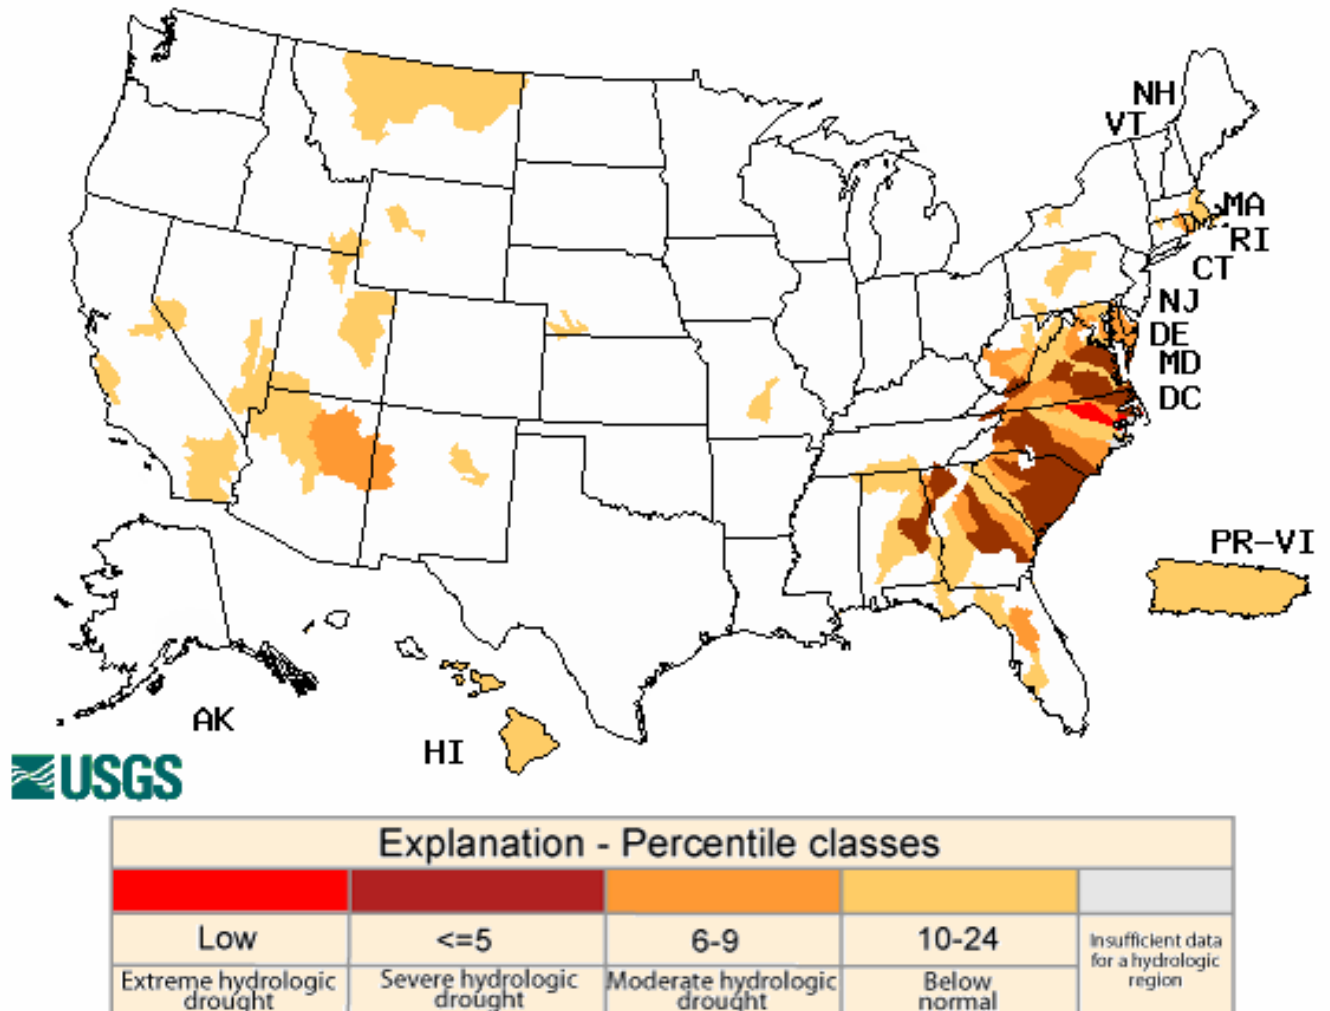 NH
VT
MA
RI
CT
NJ
DE
MD
DC
PR-VI
AK
HI
USGS
Explanation - Percentile classes
Low <=5 6-9 10-24 Insufficient data
for a hydrologic
region
Extreme hydrologic Severe hydrologic Moderate hydrologic Below
drought drought drought normal